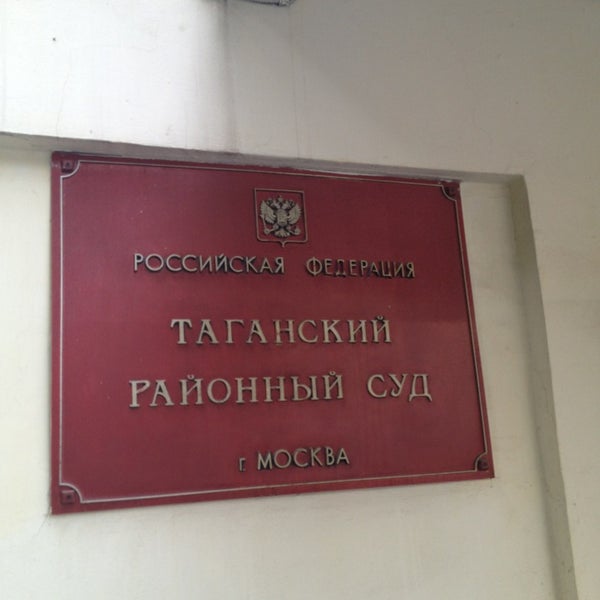 РОССИЙСКАЯ ФЕДЕРАЦИЯ
ТАГАНСКИЙ
РАЙОННЫЙ СУД
г. МОСКВА